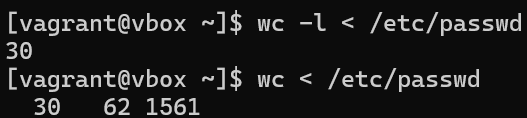 [vagrant@vbox ~]$ wc -l < /etc/passwd
30
[vagrant@vbox ~]$ wc < /etc/passwd
  30   62 1561